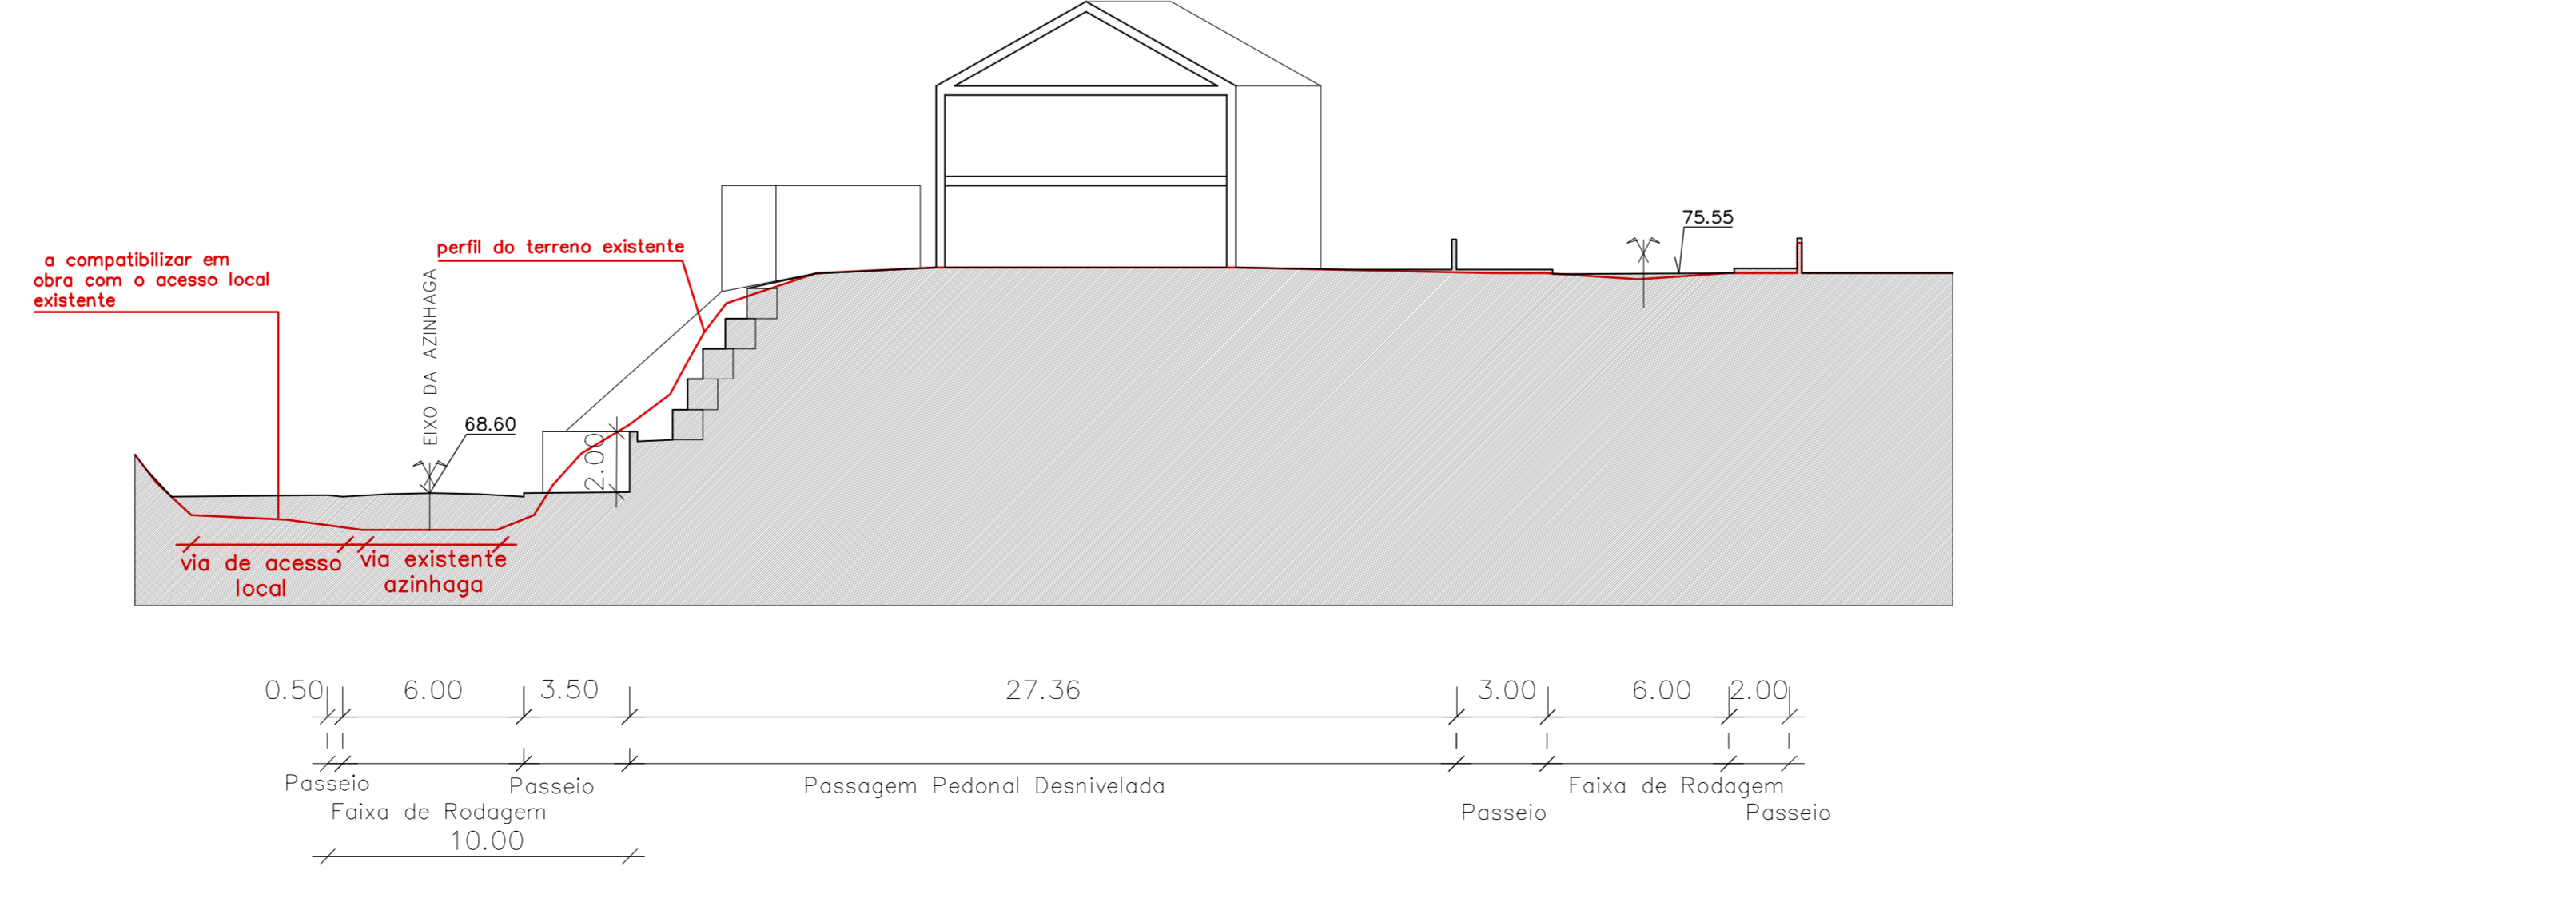 75.55
perfil do terreno existente
a compatibilizar em
obra com o acesso local
existente
EIXO DA AZINHAGA
68.60
2.00
via de acesso
local
via existente
azinhaga
0.50
6.00
3.50
27.36
3.00
6.00
2.00
Passeio
Faixa de Rodagem
Passeio
Passagem Pedonal Desnivelada
Passeio
Faixa de Rodagem
Passeio
10.00